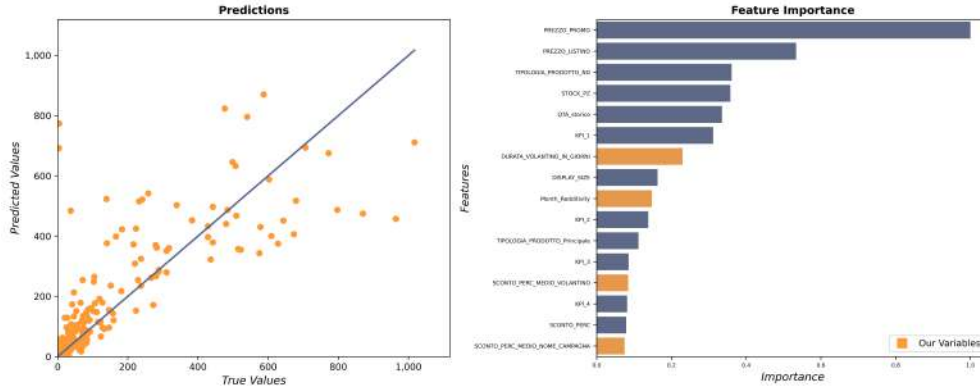 Predictions
1,000
800
600
400
200
0
Predicted Values
0
200
400
600
800
1,000
True Values
Feature Importance
PREZZO_PROMO
PREZZO_LISTINO
TIPOLOGIA_PRODOTTO_NO
STOCK_PZ
QTA_storico
KPI_1
DURATA_VOLANTINO_IN_GIORNI
DISPLAY_SIZE
Month_Redditivity
KPI_2
TIPOLOGIA_PRODOTTO_Principale
KPI_3
SCONTO_PERC_MEDIO_VOLANTINO
KPI_4
SCONTO_PERC
SCONTO_PERC_MEDIO_NOME_CAMPAGNA
Features
Our Variables
0.0
0.2
0.4
0.6
0.8
1.0
Importance